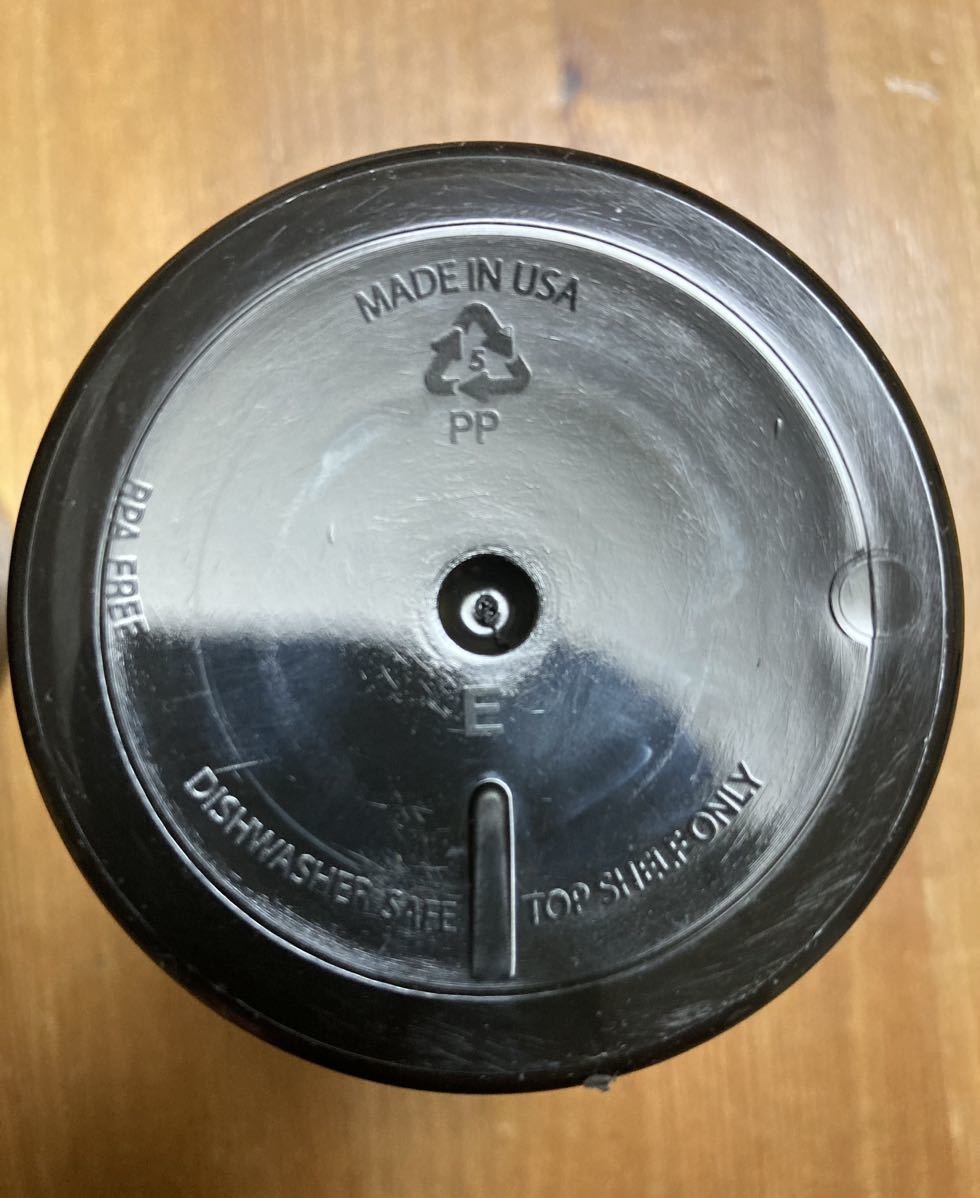 MADE IN USA
5
PP
BPA FREE
E
DISHWASHER SAFE
TOP SHELF ONLY